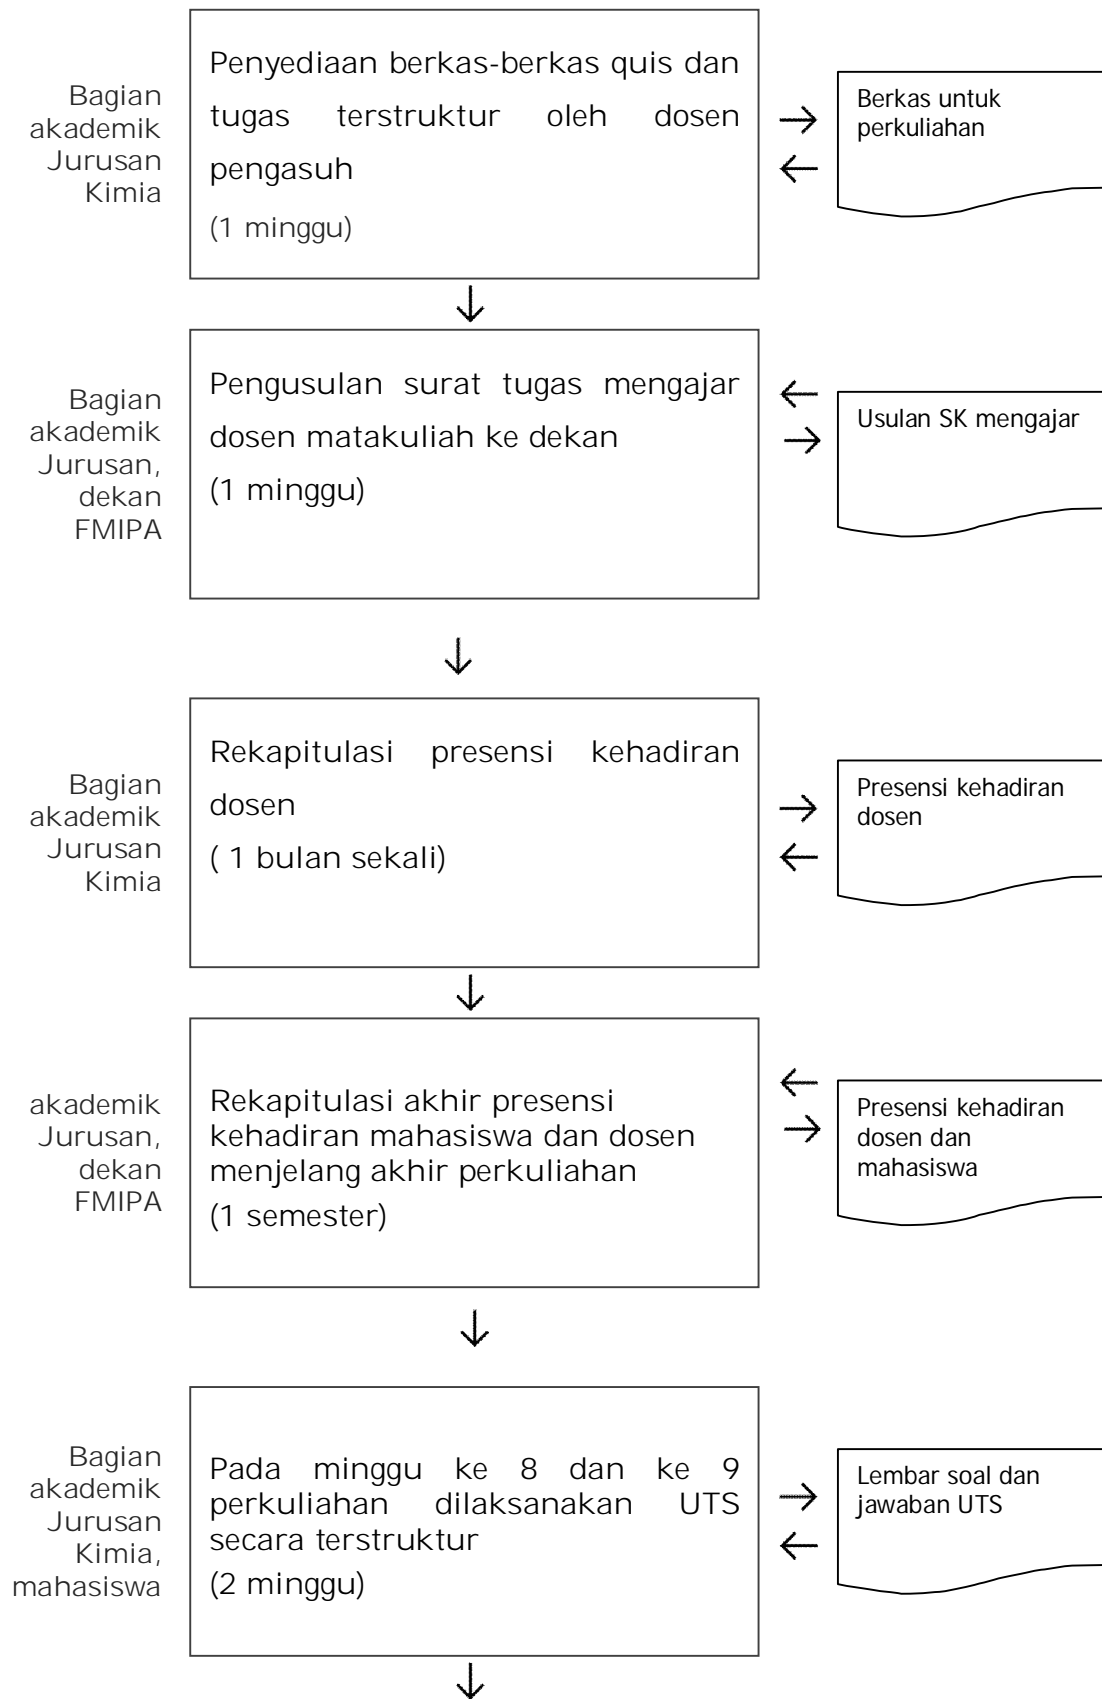 Bagian
akademik
Jurusan
Kimia
Penyediaan berkas-berkas quis dan
tugas terstruktur oleh dosen
pengasuh
(1 minggu)
Berkas untuk
perkuliahan
Bagian
akademik
Jurusan,
dekan
FMIPA
Pengusulan surat tugas mengajar
dosen matakuliah ke dekan
(1 minggu)
Usulan SK mengajar
Bagian
akademik
Jurusan
Kimia
Rekapitulasi presensi kehadiran
dosen
( 1 bulan sekali)
Presensi kehadiran
dosen
akademik
Jurusan,
dekan
FMIPA
Rekapitulasi akhir presensi
kehadiran mahasiswa dan dosen
menjelang akhir perkuliahan
(1 semester)
Presensi kehadiran
dosen dan
mahasiswa
Bagian
akademik
Jurusan
Kimia,
mahasiswa
Pada minggu ke 8 dan ke 9
perkuliahan dilaksanakan UTS
secara terstruktur
(2 minggu)
Lembar soal dan
jawaban UTS